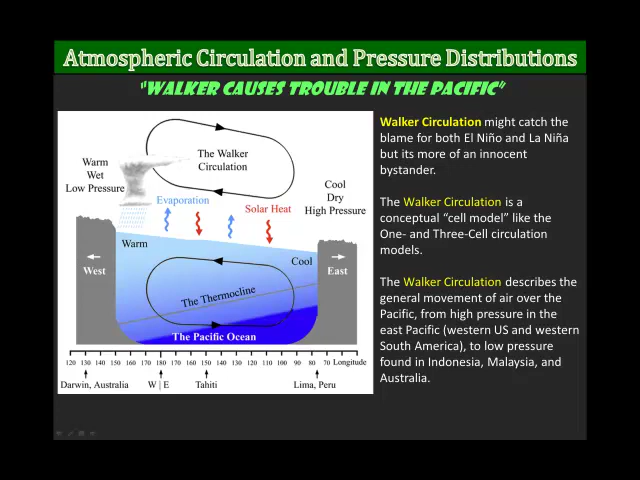 Atmospheric Circulation and Pressure Distributions
"WALKER CAUSES TROUBLE IN THE PACIFIC"
Warm
Wet
Low Pressure
The Walker
Circulation
Cool
Dry
High Pressure
Evaporation
Solar Heat
Warm
Cool
West
East
The Thermocline
The Pacific Ocean
120 130 140 150 160 170 180 170 160 150 140 130 120 110 100 90 80 70 Longitude
Darwin, Australia
W | E
Tahiti
Lima, Peru
Walker Circulation might catch the
blame for both El Niño and La Niña
but its more of an innocent
bystander.
The Walker Circulation is a
conceptual “cell model” like the
One- and Three-Cell circulation
models.
The Walker Circulation describes the
general movement of air over the
Pacific, from high pressure in the
east Pacific (western US and western
South America), to low pressure
found in Indonesia, Malaysia, and
Australia.